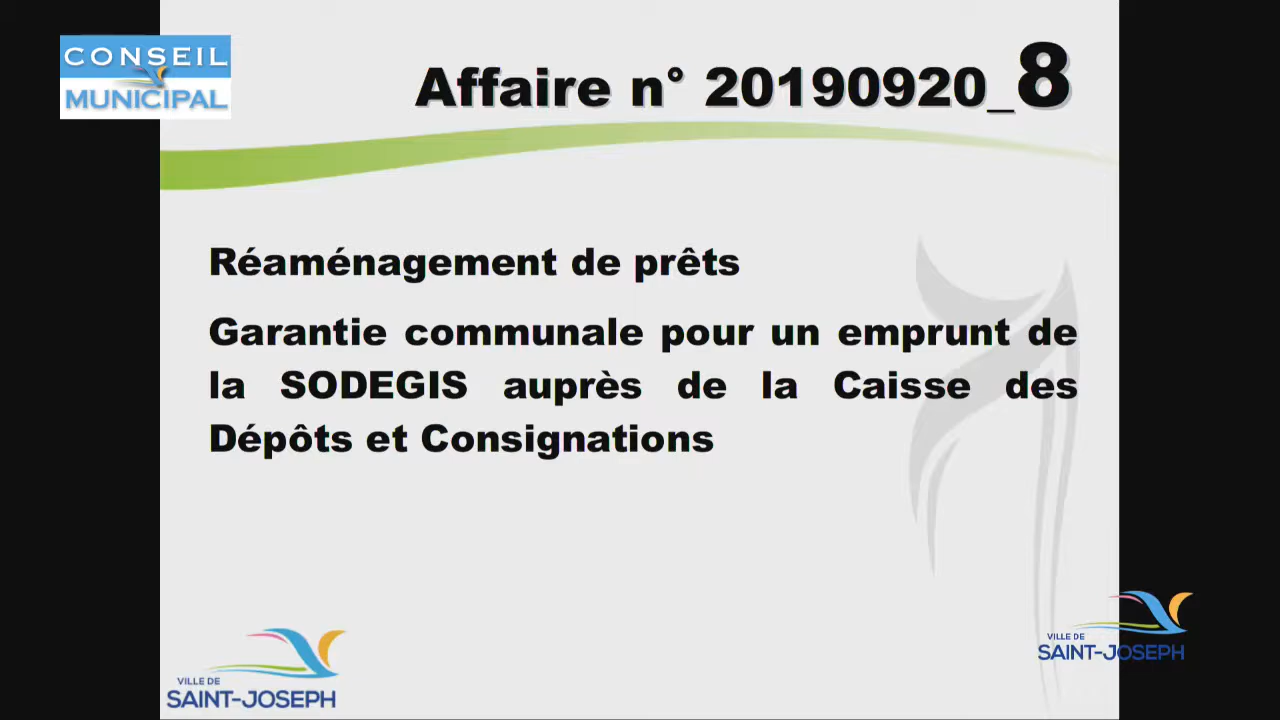 CONSEIL
MUNICIPAL
Affaire n° 20190920_8
Réaménagement de prêts
Garantie communale pour un emprunt de
la SODEGIS auprès de la Caisse des
Dépôts et Consignations
VILLE DE
SAINT-JOSEPH
VILLE DE
SAINT-JOSEPH